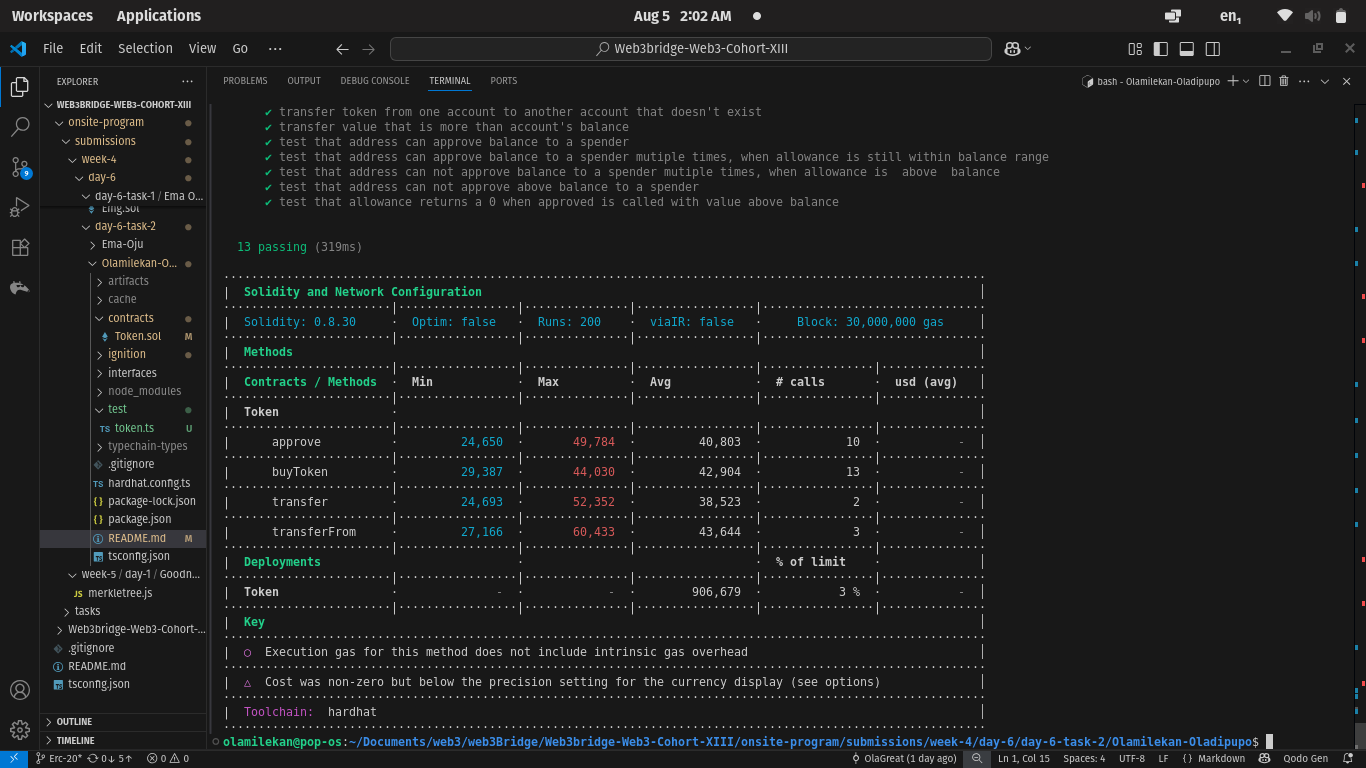 Workspaces Applications Aug 5 2:02 AM en1
File Edit Selection View Go ··· Web3bridge-Web3-Cohort-XIII
EXPLORER ···
WEB3BRIDGE-WEB3-COHORT-XIII
onsite-program
submissions
week-4
day-6
day-6-task-1 / Ema O...
Emg.sol
day-6-task-2
Ema-Oju
Olamilekan-O...
artifacts
cache
contracts
Token.sol M
ignition
interfaces
node_modules
test
TS token.ts U
typechain-types
.gitignore
TS hardhat.config.ts
{} package-lock.json
{} package.json
README.md M
tsconfig.json
week-5 / day-1 / Goodn...
JS merkletree.js
tasks
Web3bridge-Web3-Cohort-...
.gitignore
README.md
tsconfig.json
OUTLINE
TIMELINE
9
PROBLEMS OUTPUT DEBUG CONSOLE TERMINAL PORTS bash - Olamilekan-Oladipupo
✔ transfer token from one account to another account that doesn't exist
✔ transfer value that is more than account's balance
✔ test that address can approve balance to a spender
✔ test that address can approve balance to a spender mutiple times, when allowance is still within balance range
✔ test that address can not approve balance to a spender mutiple times, when allowance is  above  balance
✔ test that address can not approve above balance to a spender
✔ test that allowance returns a 0 when approved is called with value above balance
13 passing (319ms)
| Solidity and Network Configuration |
| Solidity: 0.8.30 · Optim: false · Runs: 200 · viaIR: false · Block: 30,000,000 gas |
| Methods |
| Contracts / Methods · Min · Max · Avg · # calls · usd (avg) |
| Token · |
| approve · 24,650 · 49,784 · 40,803 · 10 · - |
| buyToken · 29,387 · 44,030 · 42,904 · 13 · - |
| transfer · 24,693 · 52,352 · 38,523 · 2 · - |
| transferFrom · 27,166 · 60,433 · 43,644 · 3 · - |
| Deployments · · % of limit · |
| Token · - · - · 906,679 · 3 % · - |
| Key |
| ○ Execution gas for this method does not include intrinsic gas overhead |
| △ Cost was non-zero but below the precision setting for the currency display (see options) |
| Toolchain: hardhat |
olamilekan@pop-os:~/Documents/web3/web3Bridge/Web3bridge-Web3-Cohort-XIII/onsite-program/submissions/week-4/day-6/day-6-task-2/Olamilekan-Oladipupo$
Erc-20* 0↓ 5↑ 0 0 OlaGreat (1 day ago) Ln 1, Col 15 Spaces: 4 UTF-8 LF {} Markdown Qodo Gen